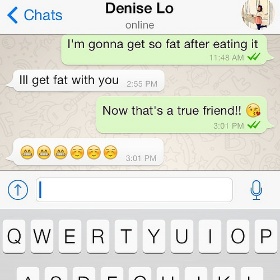 Chats
Denise Lo
online
I'm gonna get so fat after eating it
11:48 AM
Ill get fat with you 2:55 PM
Now that's a true friend!! 😘
3:01 PM
😁😁😁☺️☺️☺️
3:01 PM
Q W E R T Y U I O P
A S D F G H J K L